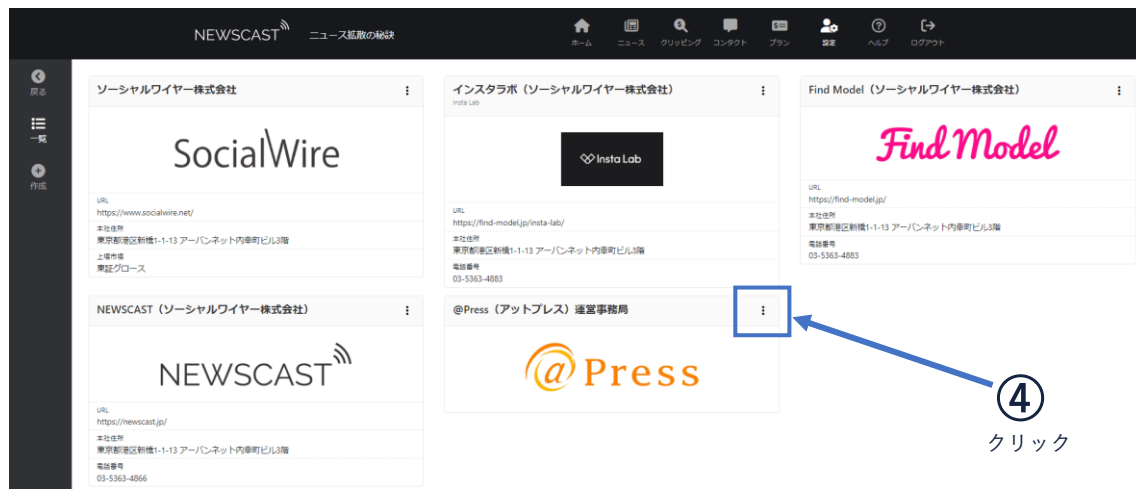 NEWSCAST
ニュース拡散の秘訣
ホーム
ニュース
クリッピング
コンタクト
プラン
設定
ヘルプ
ログアウト
戻る
一覧
作成
ソーシャルワイヤー株式会社
SocialWire
URL
https://www.socialwire.net/
本社住所
東京都港区新橋1-1-13 アーバンネット内幸町ビル3階
上場市場
東証グロース
インスタラボ（ソーシャルワイヤー株式会社）
Insta Lab
Insta Lab
URL
https://find-model.jp/insta-lab/
本社住所
東京都港区新橋1-1-13 アーバンネット内幸町ビル3階
電話番号
03-5363-4883
Find Model（ソーシャルワイヤー株式会社）
Find Model
URL
https://find-model.jp/
本社住所
東京都港区新橋1-1-13 アーバンネット内幸町ビル3階
電話番号
03-5363-4883
NEWSCAST（ソーシャルワイヤー株式会社）
NEWSCAST
URL
https://newscast.jp/
本社住所
東京都港区新橋1-1-13 アーバンネット内幸町ビル3階
電話番号
03-5363-4866
@Press（アットプレス）運営事務局
@Press
④
クリック